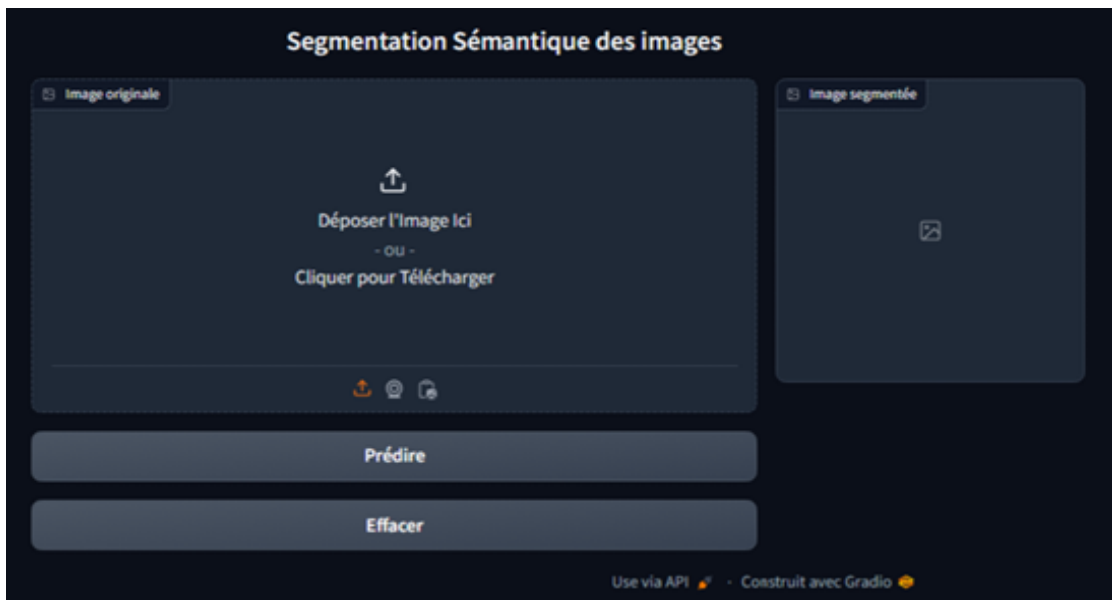 Segmentation Sémantique des images
Image originale
Déposer l'Image Ici
- ou -
Cliquer pour Télécharger
Prédire
Effacer
Image segmentée
Use via API · Construit avec Gradio